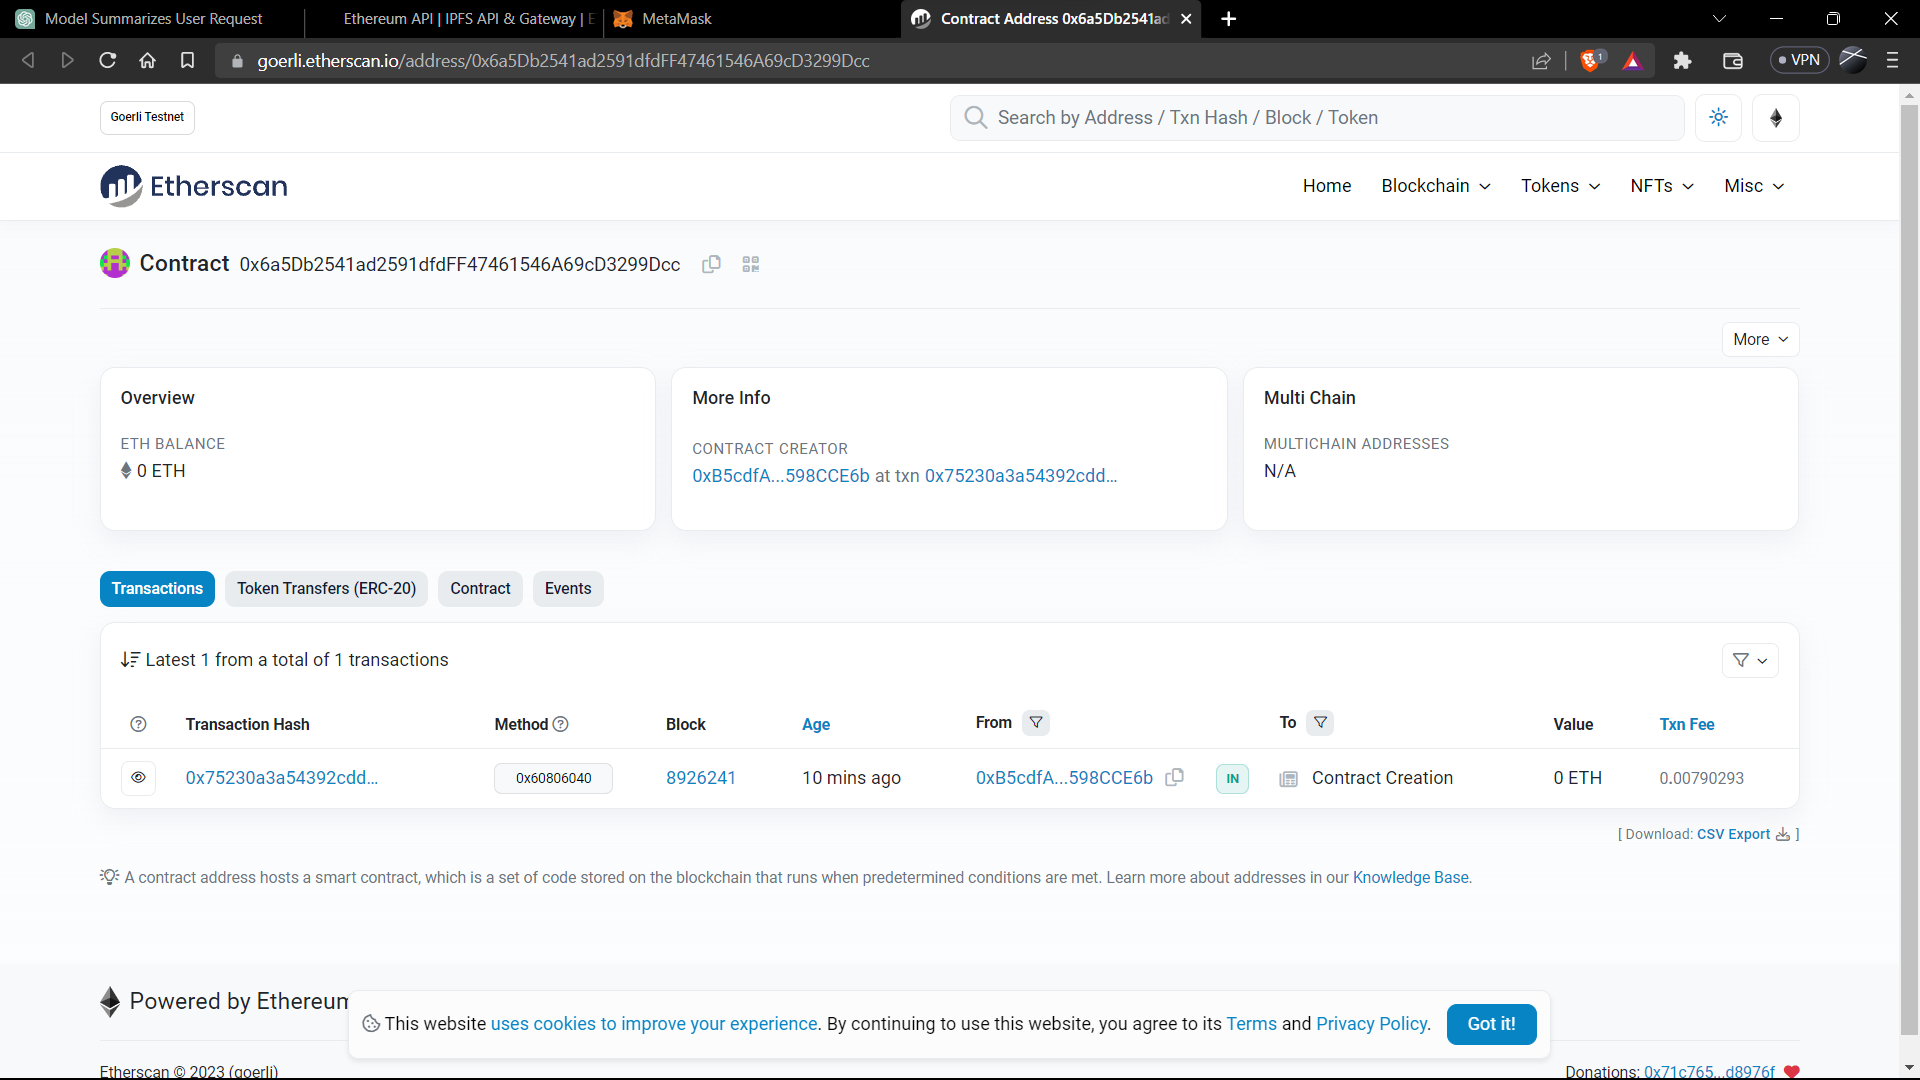 Model Summarizes User Request
Ethereum API | IPFS API & Gateway | E
MetaMask
Contract Address 0x6a5Db2541ad
goerli.etherscan.io/address/0x6a5Db2541ad2591dfdFF47461546A69cD3299Dcc
1
VPN
Goerli Testnet
Search by Address / Txn Hash / Block / Token
Etherscan
Home Blockchain Tokens NFTs Misc
Contract 0x6a5Db2541ad2591dfdFF47461546A69cD3299Dcc
More
Overview
ETH BALANCE
0 ETH
More Info
CONTRACT CREATOR
0xB5cdfA...598CCE6b at txn 0x75230a3a54392cdd...
Multi Chain
MULTICHAIN ADDRESSES
N/A
Transactions Token Transfers (ERC-20) Contract Events
Latest 1 from a total of 1 transactions
Transaction Hash Method Block Age From To Value Txn Fee
0x75230a3a54392cdd... 0x60806040 8926241 10 mins ago 0xB5cdfA...598CCE6b IN Contract Creation 0 ETH 0.00790293
[ Download: CSV Export ]
A contract address hosts a smart contract, which is a set of code stored on the blockchain that runs when predetermined conditions are met. Learn more about addresses in our Knowledge Base.
Powered by Ethereum
This website uses cookies to improve your experience. By continuing to use this website, you agree to its Terms and Privacy Policy.
Got it!
Etherscan © 2023 (goerli)
Donations: 0x71c765...d8976f